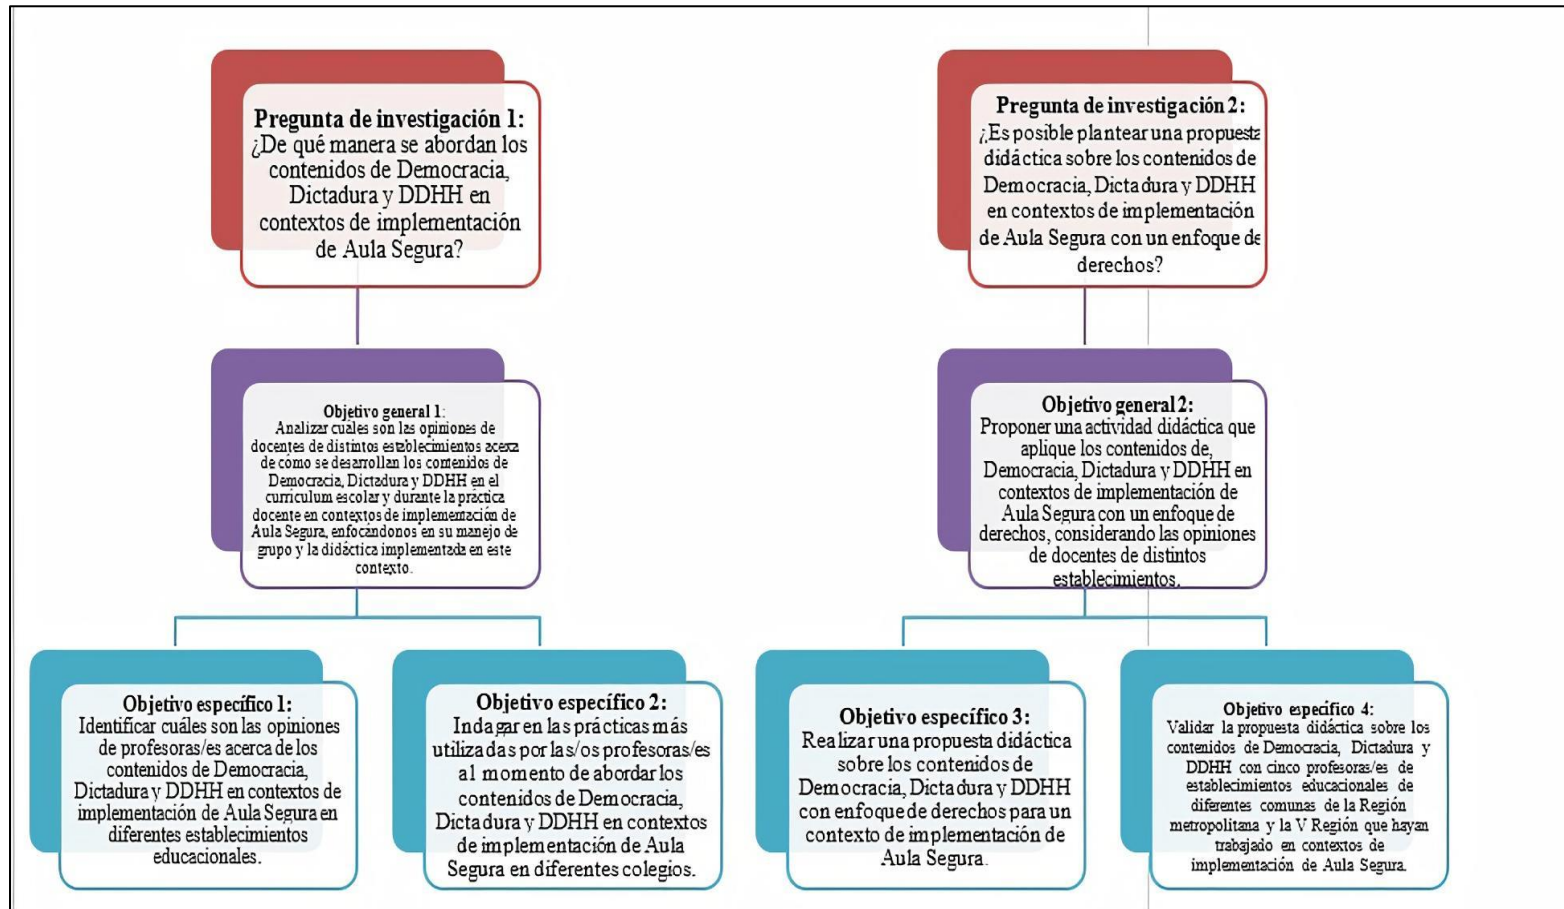 Pregunta de investigación 1:
¿De qué manera se abordan los
contenidos de Democracia,
Dictadura y DDHH en
contextos de implementación
de Aula Segura?
Pregunta de investigación 2:
¿Es posible plantear una propuesta
didáctica sobre los contenidos de
Democracia, Dictadura y DDHH
en contextos de implementación
de Aula Segura con un enfoque de
derechos?
Objetivo general 1:
Analizar cuales son las opiniones de
docentes de distintos establecimientos acerca
de cómo se desarrollan los contenidos de
Democracia, Dictadura y DDHH en el
curriculum escolar y durante la práctica
docente en contextos de implementación de
Aula Segura, enfocándonos en su manejo de
grupo y la didáctica implementada en este
contexto.
Objetivo general 2:
Proponer una actividad didáctica que
aplique los contenidos de,
Democracia, Dictadura y DDHH en
contextos de implementación de
Aula Segura con un enfoque de
derechos, considerando las opiniones
de docentes de distintos
establecimientos.
Objetivo específico 1:
Identificar cuáles son las opiniones
de profesoras/es acerca de los
contenidos de Democracia,
Dictadura y DDHH en contextos de
implementación de Aula Segura en
diferentes establecimientos
educacionales.
Objetivo específico 2:
Indagar en las prácticas más
utilizadas por las/os profesoras/es
al momento de abordar los
contenidos de Democracia,
Dictadura y DDHH en contextos
de implementación de Aula
Segura en diferentes colegios.
Objetivo específico 3:
Realizar una propuesta didáctica
sobre los contenidos de
Democracia, Dictadura y DDHH
con enfoque de derechos para un
contexto de implementación de
Aula Segura.
Objetivo específico 4:
Validar la propuesta didáctica sobre los
contenidos de Democracia, Dictadura y
DDHH con cinco profesoras/es de
establecimientos educacionales de
diferentes comunas de la Región
metropolitana y la V Región que hayan
trabajado en contextos de
implementación de Aula Segura.